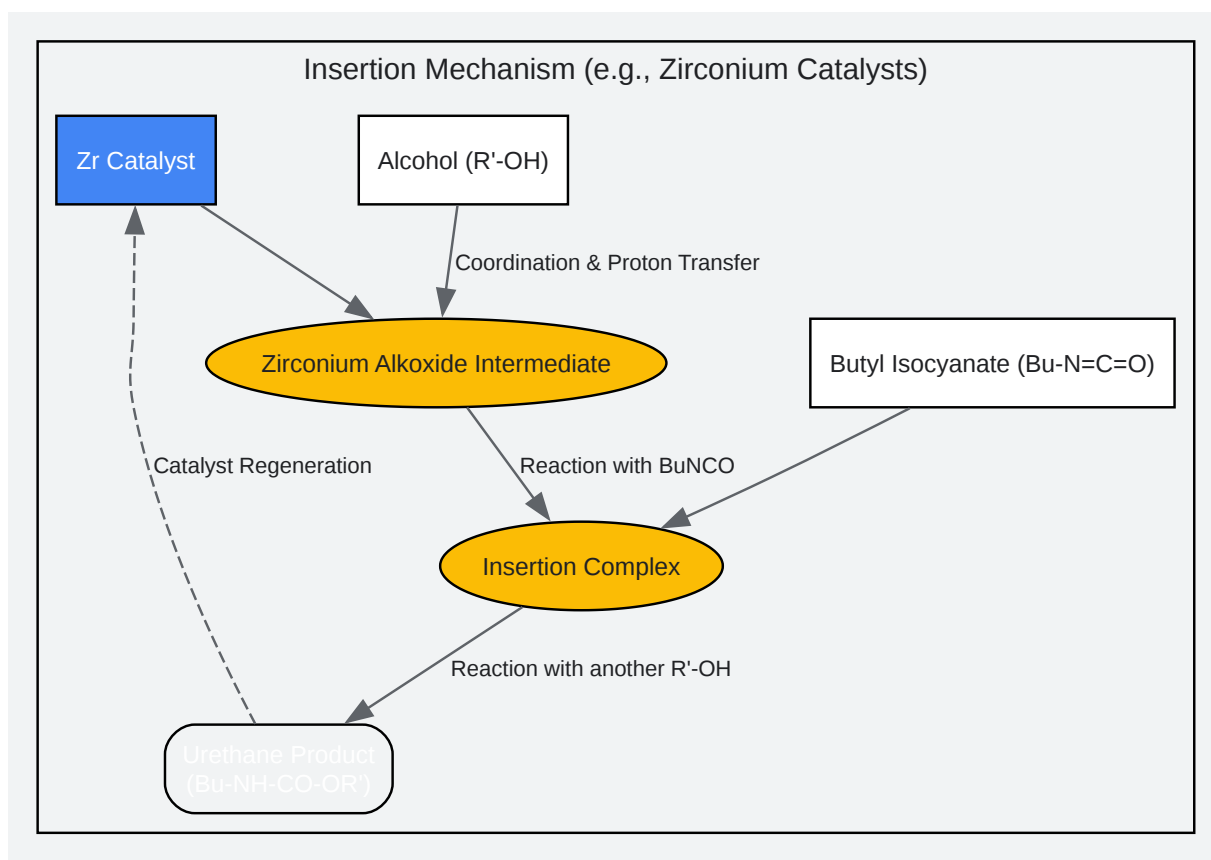 Insertion Mechanism (e.g., Zirconium Catalysts)
Zr Catalyst
Alcohol (R'-OH)
Coordination & Proton Transfer
Zirconium Alkoxide Intermediate
Butyl Isocyanate (Bu-N=C=O)
Catalyst Regeneration
Reaction with BuNCO
Insertion Complex
Reaction with another R'-OH
Urethane Product
(Bu-NH-CO-OR')